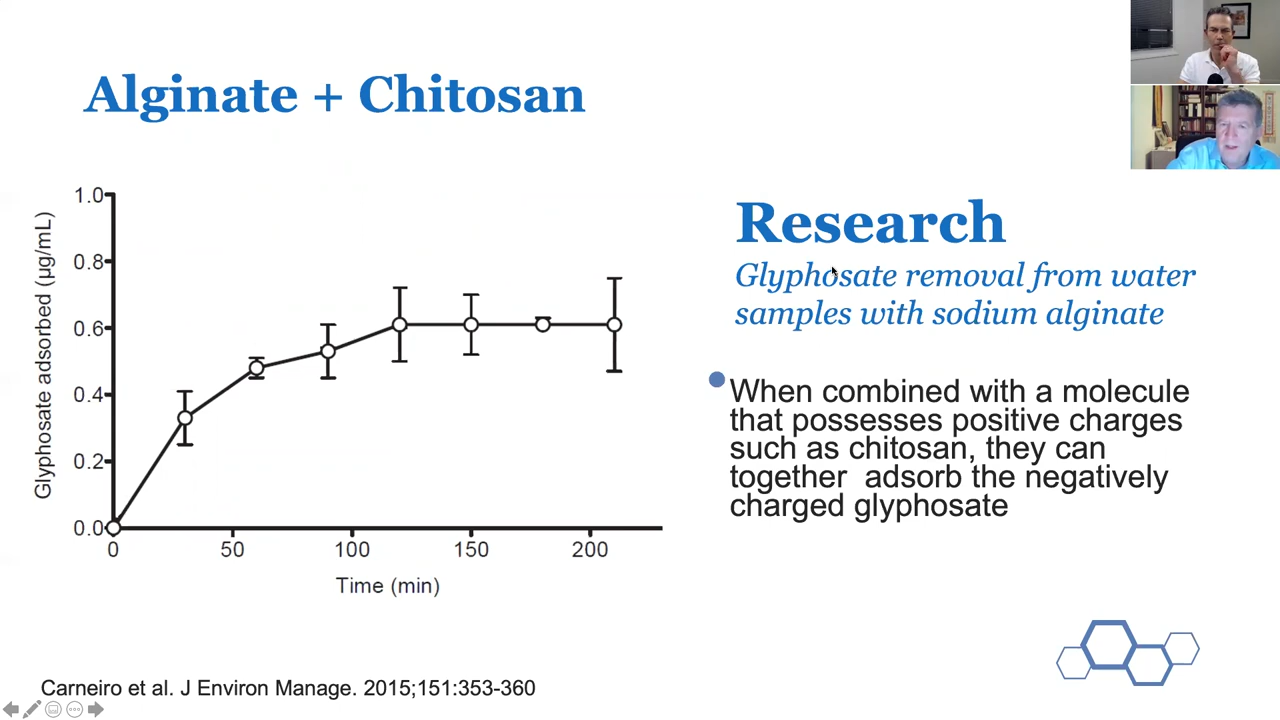 Alginate + Chitosan
1.0
0.8
0.6
0.4
0.2
0.0
Glyphosate adsorbed (µg/mL)
0
50
100
150
200
Time (min)
Research
Glyphosate removal from water
samples with sodium alginate
When combined with a molecule
that possesses positive charges
such as chitosan, they can
together adsorb the negatively
charged glyphosate
Carneiro et al. J Environ Manage. 2015;151:353-360